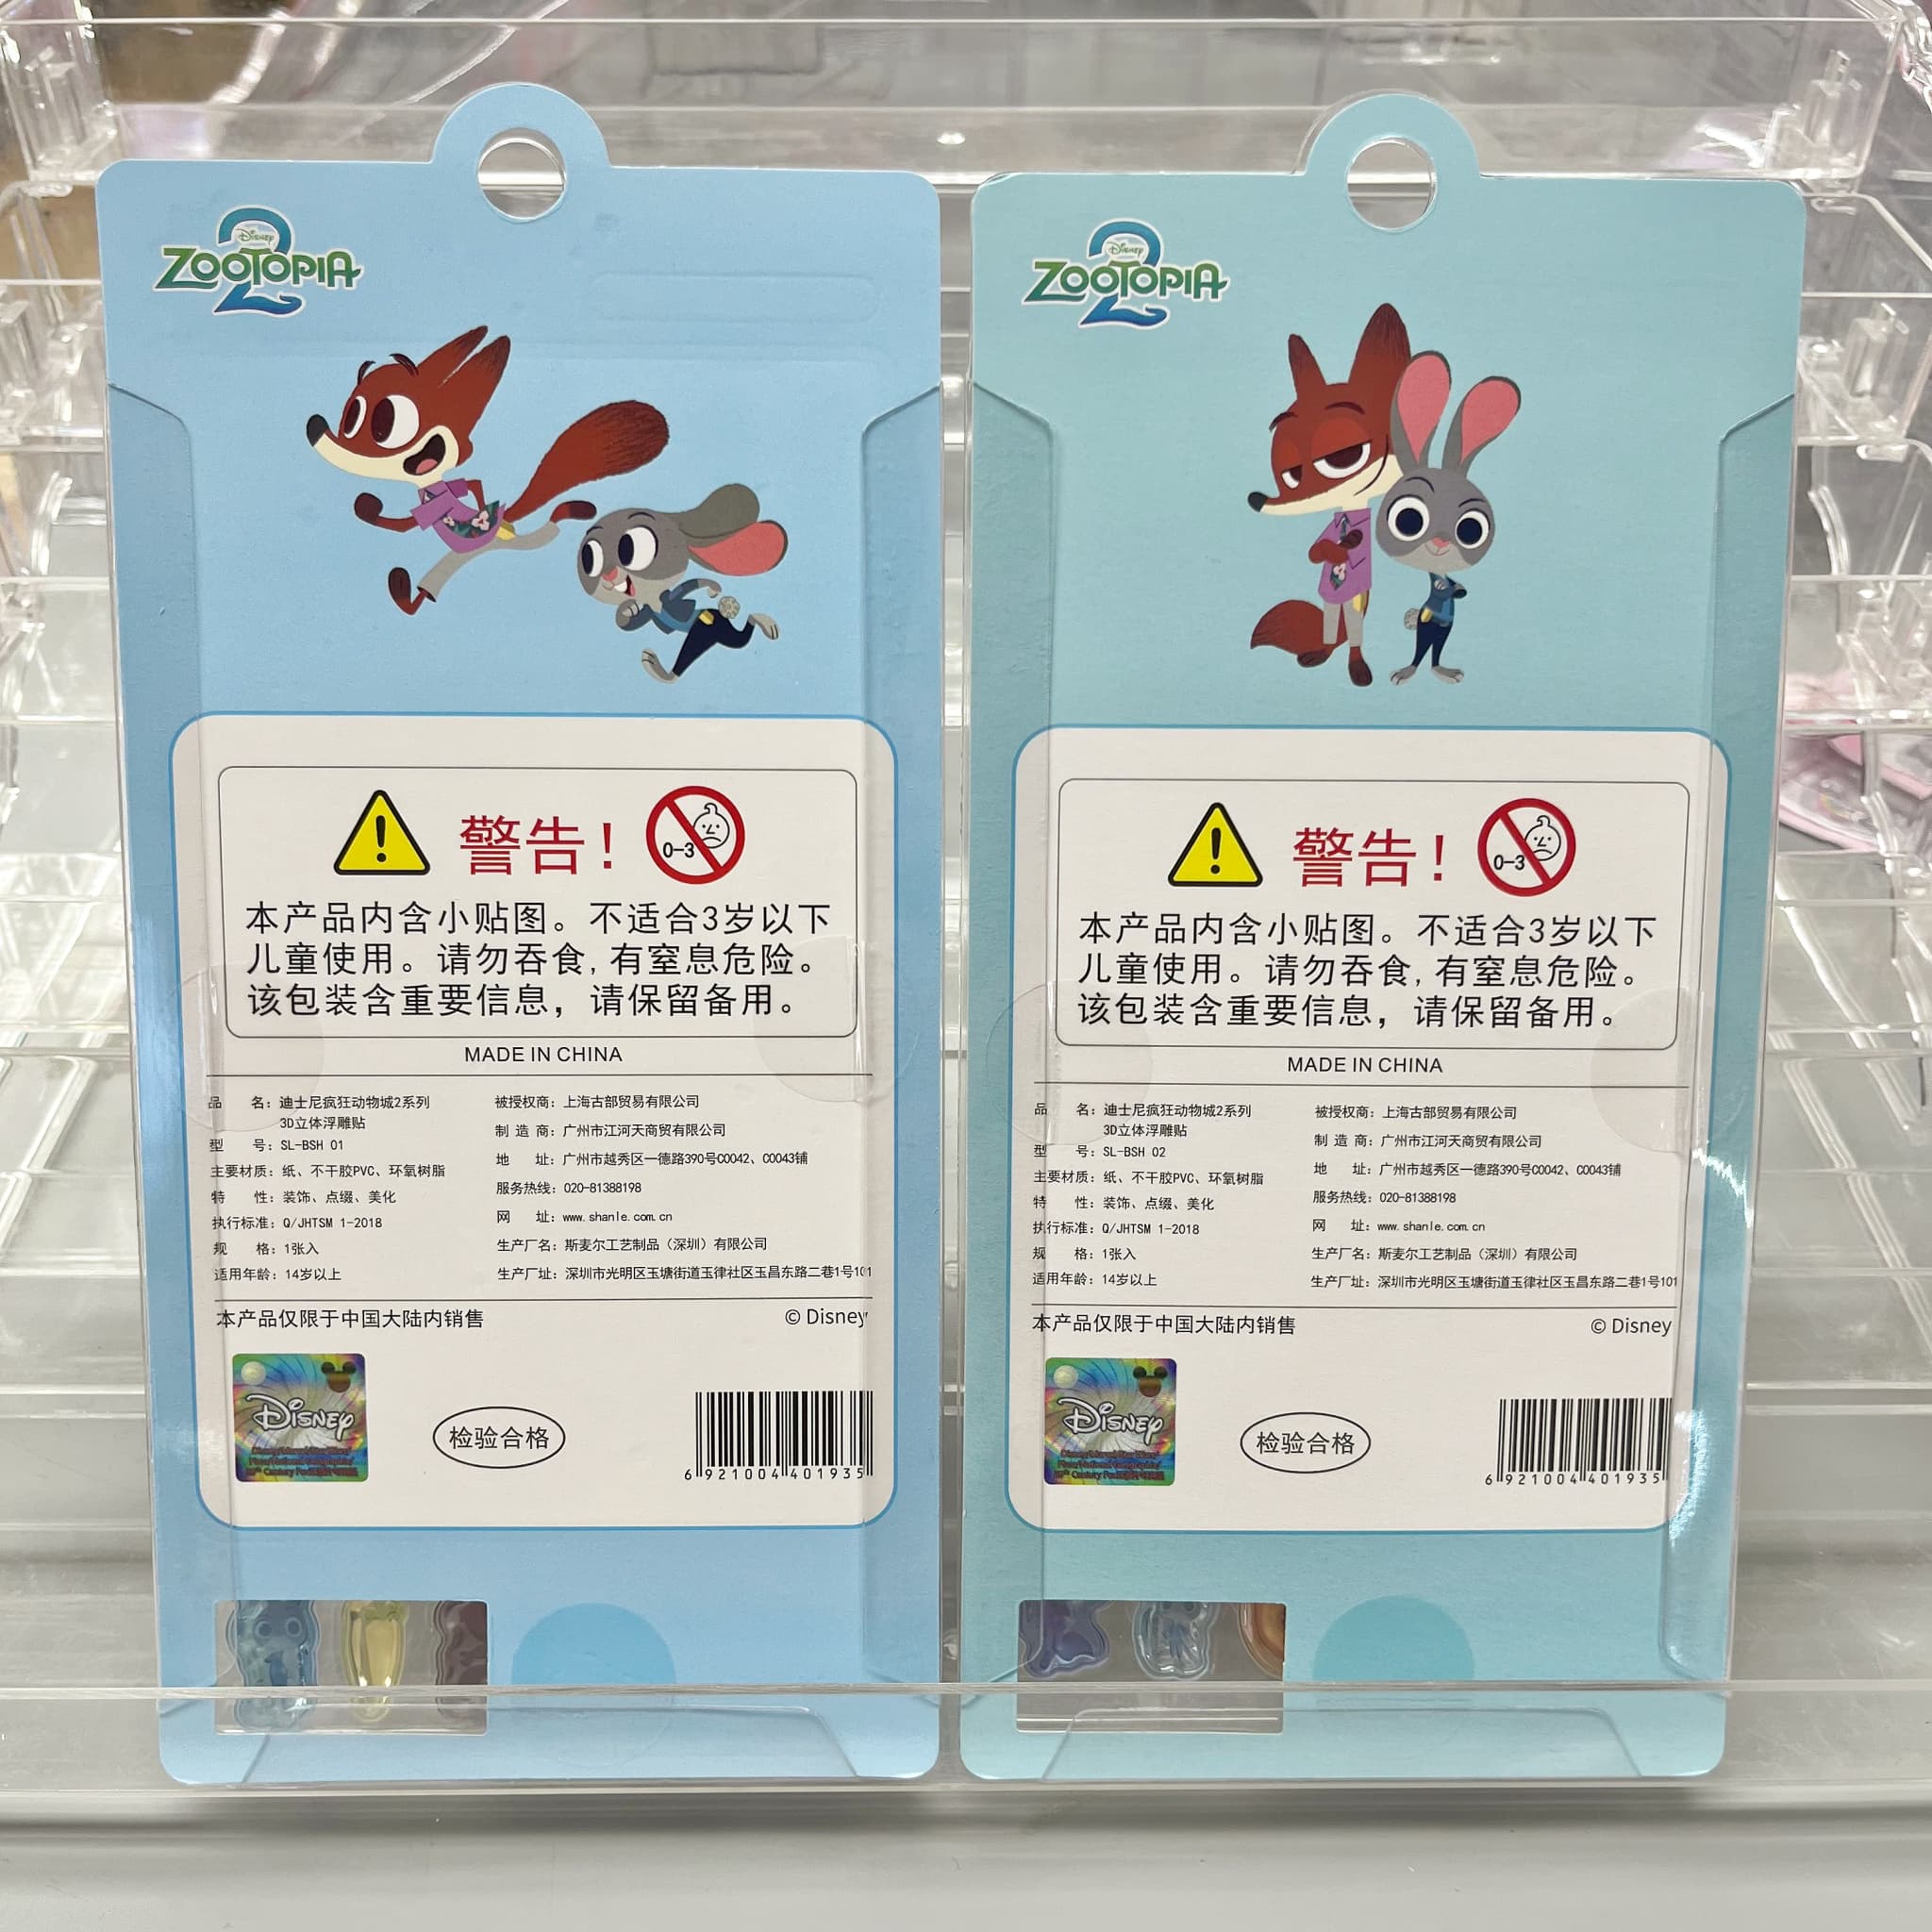 Disney
ZOOTOPIA
2
警告!
0-3
本产品内含小贴图。不适合3岁以下
儿童使用。请勿吞食,有窒息危险。
该包装含重要信息，请保留备用。
MADE IN CHINA
品 名：迪士尼疯狂动物城2系列
3D立体浮雕贴
型 号：SL-BSH 01
主要材质：纸、不干胶PVC、环氧树脂
特 性：装饰、点缀、美化
执行标准：Q/JHTSM 1-2018
规 格：1张入
适用年龄：14岁以上
被授权商：上海古部贸易有限公司
制 造 商：广州市江河天商贸有限公司
地 址：广州市越秀区一德路390号C0042、C0043铺
服务热线：020-81388198
网 址：www.shanle.com.cn
生产厂名：斯麦尔工艺制品（深圳）有限公司
生产厂址：深圳市光明区玉塘街道玉律社区玉昌东路二巷1号101
本产品仅限于中国大陆内销售
© Disney
Disney
检验合格
6 921004 401935
Disney
ZOOTOPIA
2
警告!
0-3
本产品内含小贴图。不适合3岁以下
儿童使用。请勿吞食,有窒息危险。
该包装含重要信息，请保留备用。
MADE IN CHINA
品 名：迪士尼疯狂动物城2系列
3D立体浮雕贴
型 号：SL-BSH 02
主要材质：纸、不干胶PVC、环氧树脂
特 性：装饰、点缀、美化
执行标准：Q/JHTSM 1-2018
规 格：1张入
适用年龄：14岁以上
被授权商：上海古部贸易有限公司
制 造 商：广州市江河天商贸有限公司
地 址：广州市越秀区一德路390号C0042、C0043铺
服务热线：020-81388198
网 址：www.shanle.com.cn
生产厂名：斯麦尔工艺制品（深圳）有限公司
生产厂址：深圳市光明区玉塘街道玉律社区玉昌东路二巷1号101
本产品仅限于中国大陆内销售
© Disney
Disney
检验合格
6 921004 401935